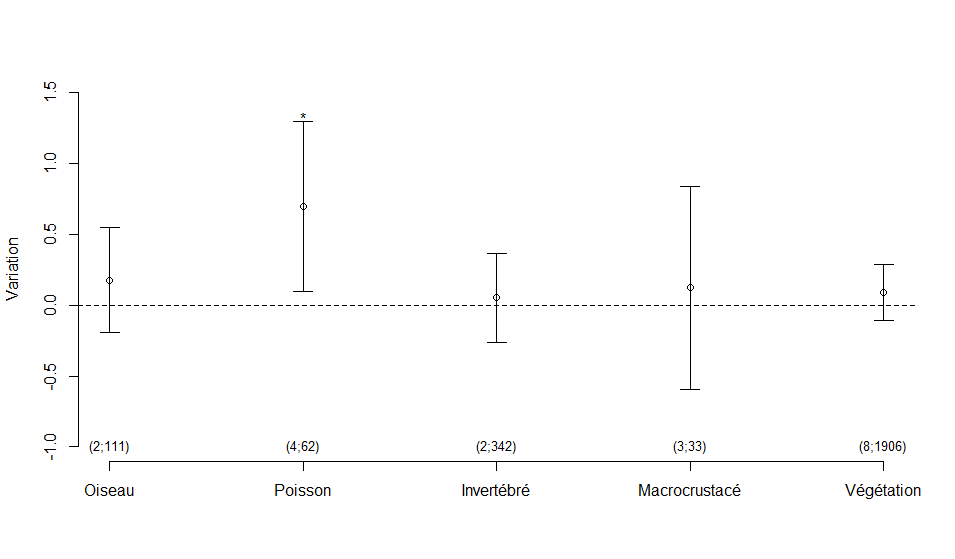 Variation
1.5
1.0
0.5
0.0
-0.5
-1.0
*
(2;111) (4;62) (2;342) (3;33) (8;1906)
Oiseau Poisson Invertébré Macrocrustacé Végétation